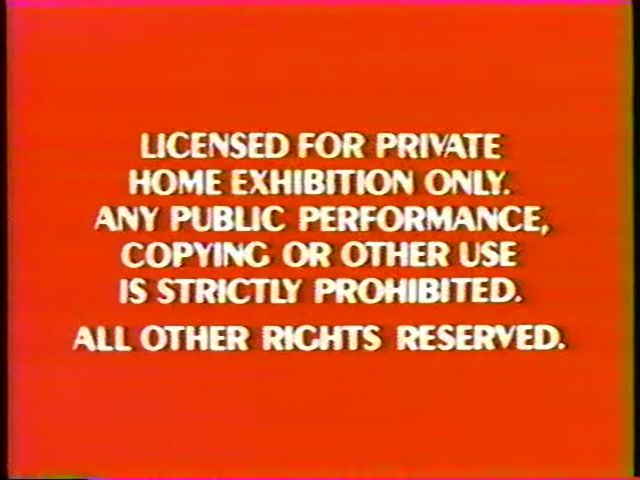 LICENSED FOR PRIVATE
HOME EXHIBITION ONLY.
ANY PUBLIC PERFORMANCE,
COPYING OR OTHER USE
IS STRICTLY PROHIBITED.
ALL OTHER RIGHTS RESERVED.